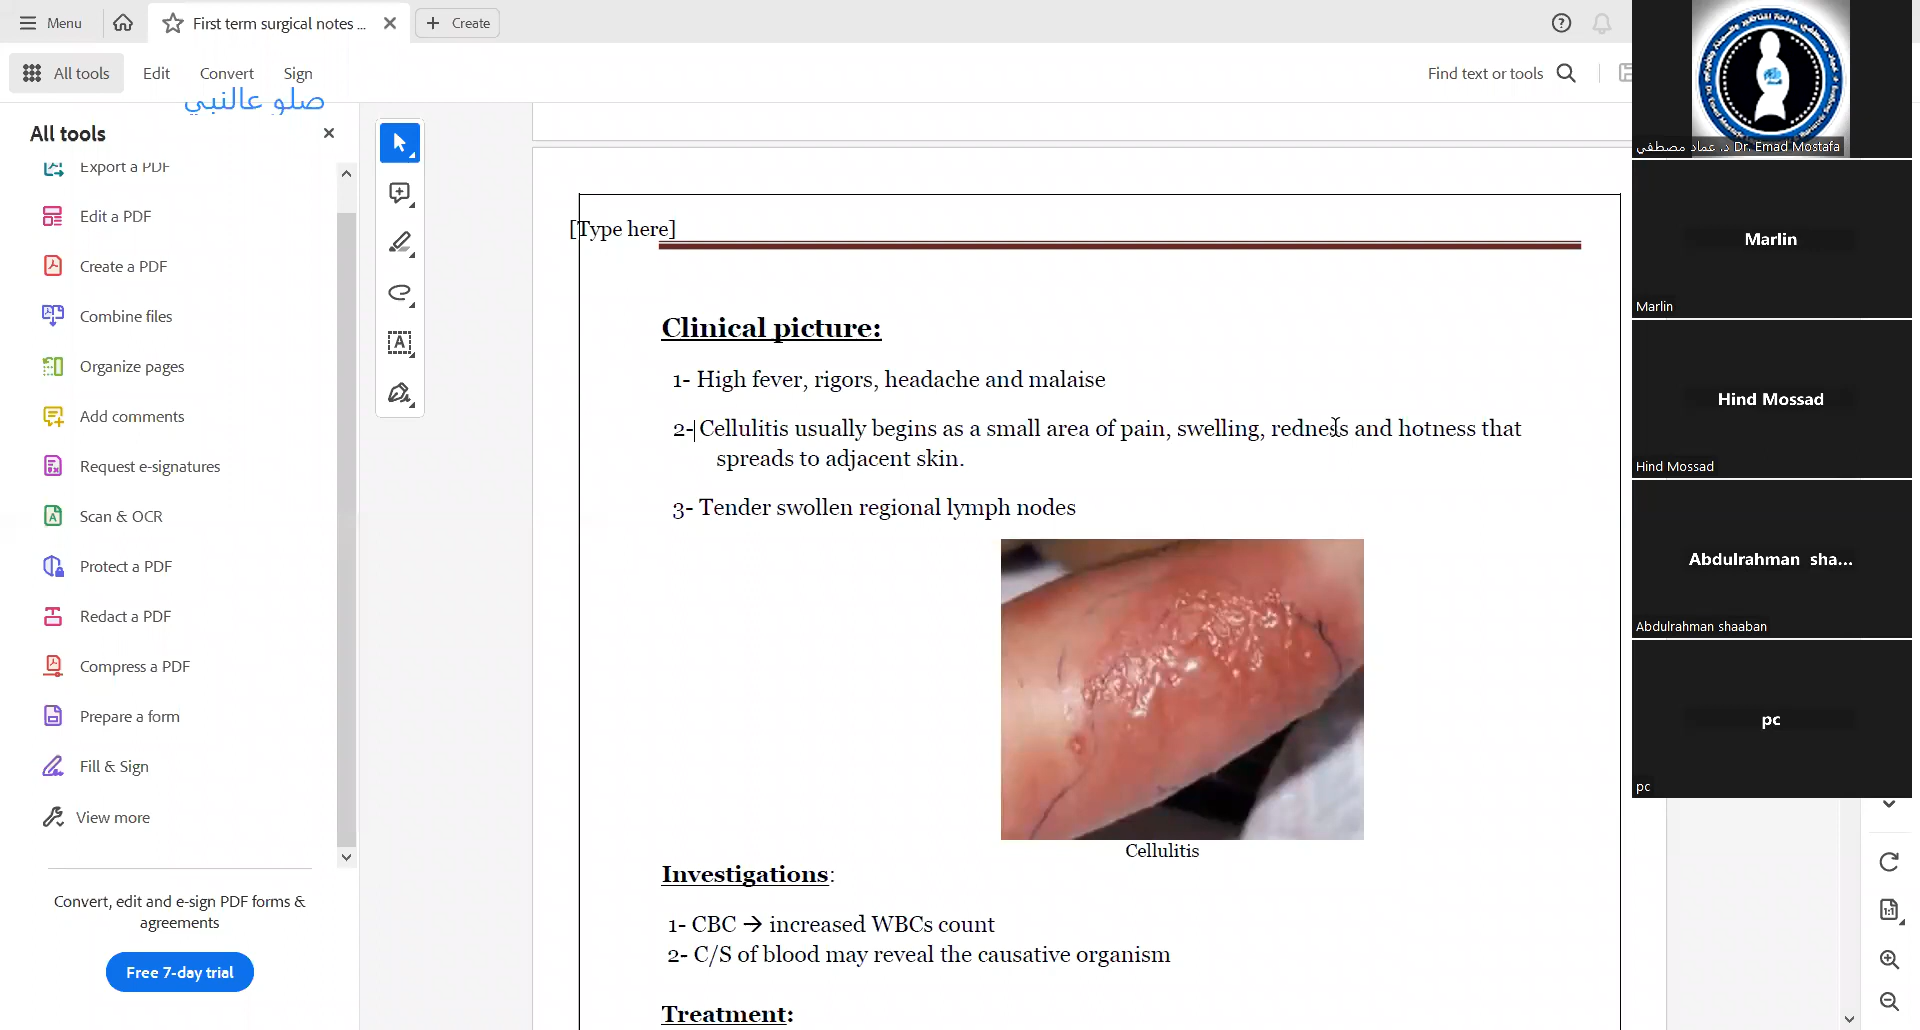 Menu
First term surgical notes ...
Create
All tools
Edit
Convert
Sign
Find text or tools
صلو عالنبي
All tools
Export a PDF
Edit a PDF
Create a PDF
Combine files
Organize pages
Add comments
Request e-signatures
Scan & OCR
Protect a PDF
Redact a PDF
Compress a PDF
Prepare a form
Fill & Sign
View more
Convert, edit and e-sign PDF forms &
agreements
Free 7-day trial
[Type here]
Clinical picture:
1- High fever, rigors, headache and malaise
2- Cellulitis usually begins as a small area of pain, swelling, redness and hotness that
spreads to adjacent skin.
3- Tender swollen regional lymph nodes
Cellulitis
Investigations:
1- CBC → increased WBCs count
2- C/S of blood may reveal the causative organism
Treatment:
د. عماد مصطفي Dr. Emad Mostafa
Marlin
Marlin
Hind Mossad
Hind Mossad
Abdulrahman sha...
Abdulrahman shaaban
pc
pc
1:1